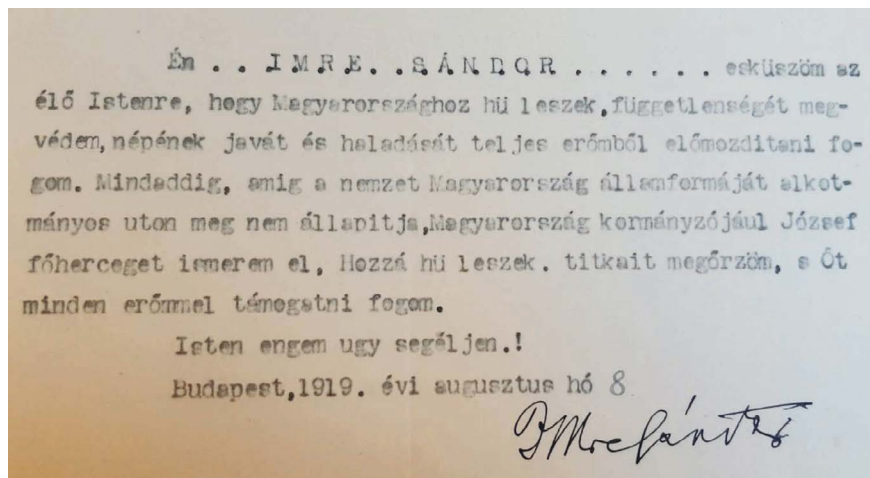 Én . . I.M.R.E. .S.Á.N.D.O.R . . . . . . esküszöm az
élő Istenre, hogy Magyarországhoz hü leszek,függetlenségét meg-
védem,népének javát és haladását teljes erőmből előmozditani fo-
gom. Mindaddig, amig a nemzet Magyarország államformáját alkot-
mányos uton meg nem állapitja,Magyarország kormányzójául József
főherceget ismerem el, Hozzá hü leszek. titkait megőrzöm, s Őt
minden erőmmel támogatni fogom.
Isten engem ugy segéljen.!
Budapest,1919. évi augusztus hó 8
Imre Sándor